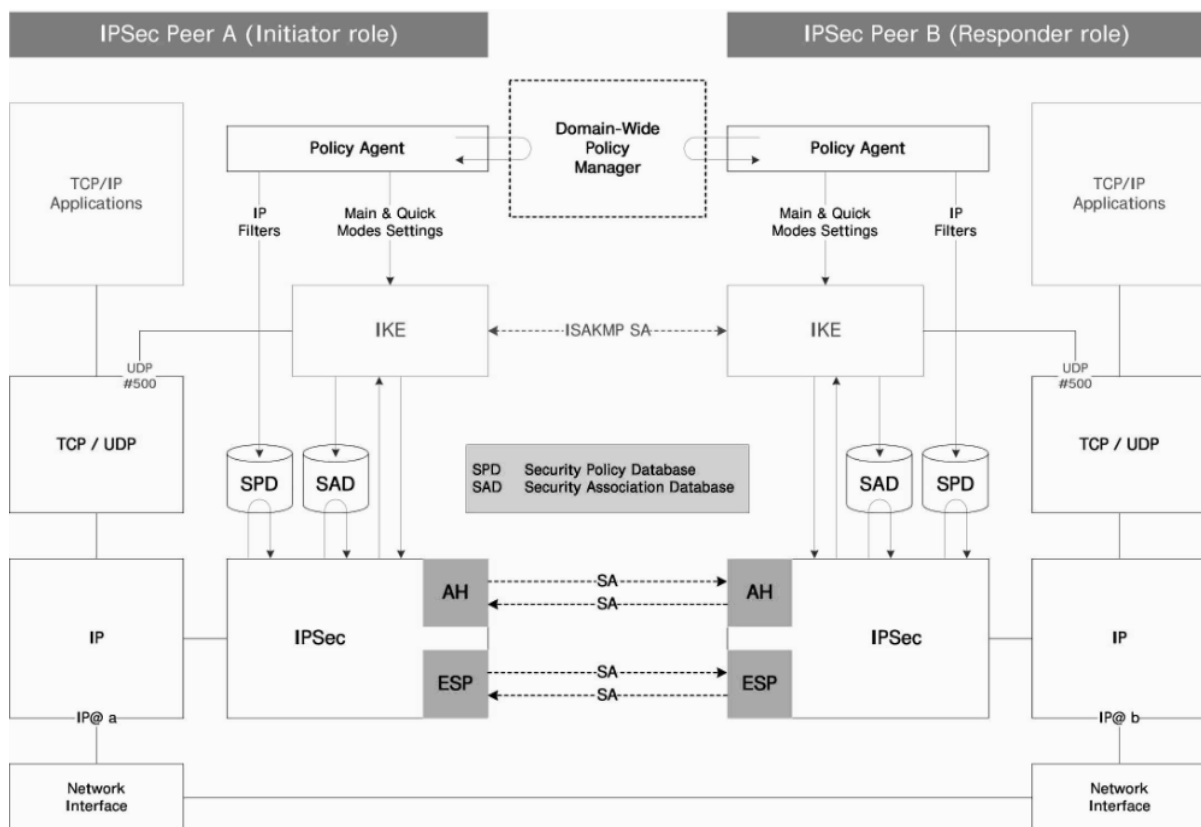 IPSec Peer A (Initiator role)
IPSec Peer B (Responder role)
Domain-Wide
Policy
Manager
Policy Agent
Policy Agent
TCP/IP
Applications
TCP/IP
Applications
IP
Filters
Main & Quick
Modes Settings
Main & Quick
Modes Settings
IP
Filters
IKE
ISAKMP SA
IKE
UDP
#500
UDP
#500
TCP / UDP
SPD
SAD
SPD Security Policy Database
SAD Security Association Database
SAD
SPD
TCP / UDP
IP
IPSec
AH
SA
SA
AH
IPSec
IP
ESP
SA
SA
ESP
IP@ a
IP@ b
Network
Interface
Network
Interface